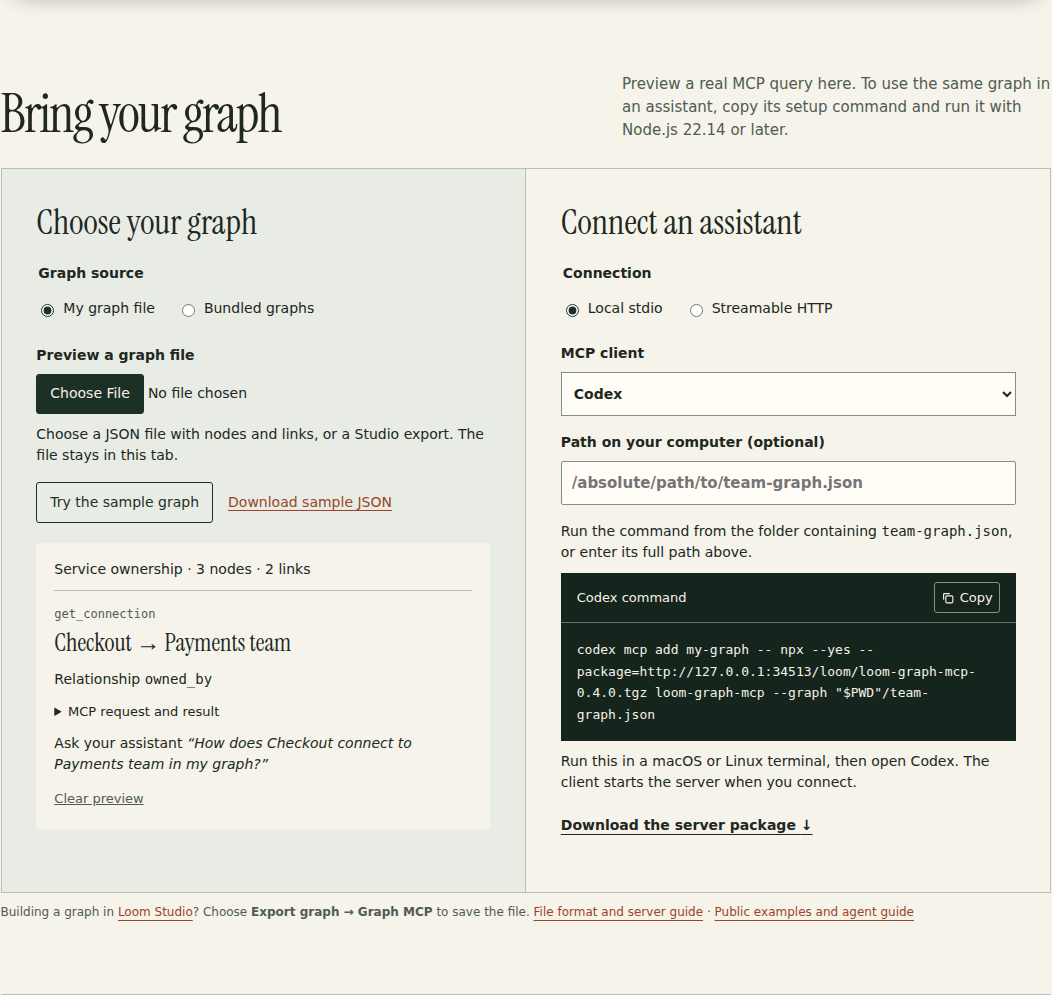 Bring your graph
Preview a real MCP query here. To use the same graph in
an assistant, copy its setup command and run it with
Node.js 22.14 or later.
Choose your graph
Graph source
My graph file
Bundled graphs
Preview a graph file
Choose File No file chosen
Choose a JSON file with nodes and links, or a Studio export. The
file stays in this tab.
Try the sample graph
Download sample JSON
Service ownership · 3 nodes · 2 links
get_connection
Checkout → Payments team
Relationship owned_by
▶ MCP request and result
Ask your assistant “How does Checkout connect to
Payments team in my graph?”
Clear preview
Connect an assistant
Connection
Local stdio
Streamable HTTP
MCP client
Codex
Path on your computer (optional)
/absolute/path/to/team-graph.json
Run the command from the folder containing team-graph.json,
or enter its full path above.
Codex command
Copy
codex mcp add my-graph -- npx --yes --
package=http://127.0.0.1:34513/loom/loom-graph-mcp-
0.4.0.tgz loom-graph-mcp --graph "$PWD"/team-
graph.json
Run this in a macOS or Linux terminal, then open Codex. The
client starts the server when you connect.
Download the server package ↓
Building a graph in Loom Studio? Choose Export graph → Graph MCP to save the file. File format and server guide · Public examples and agent guide